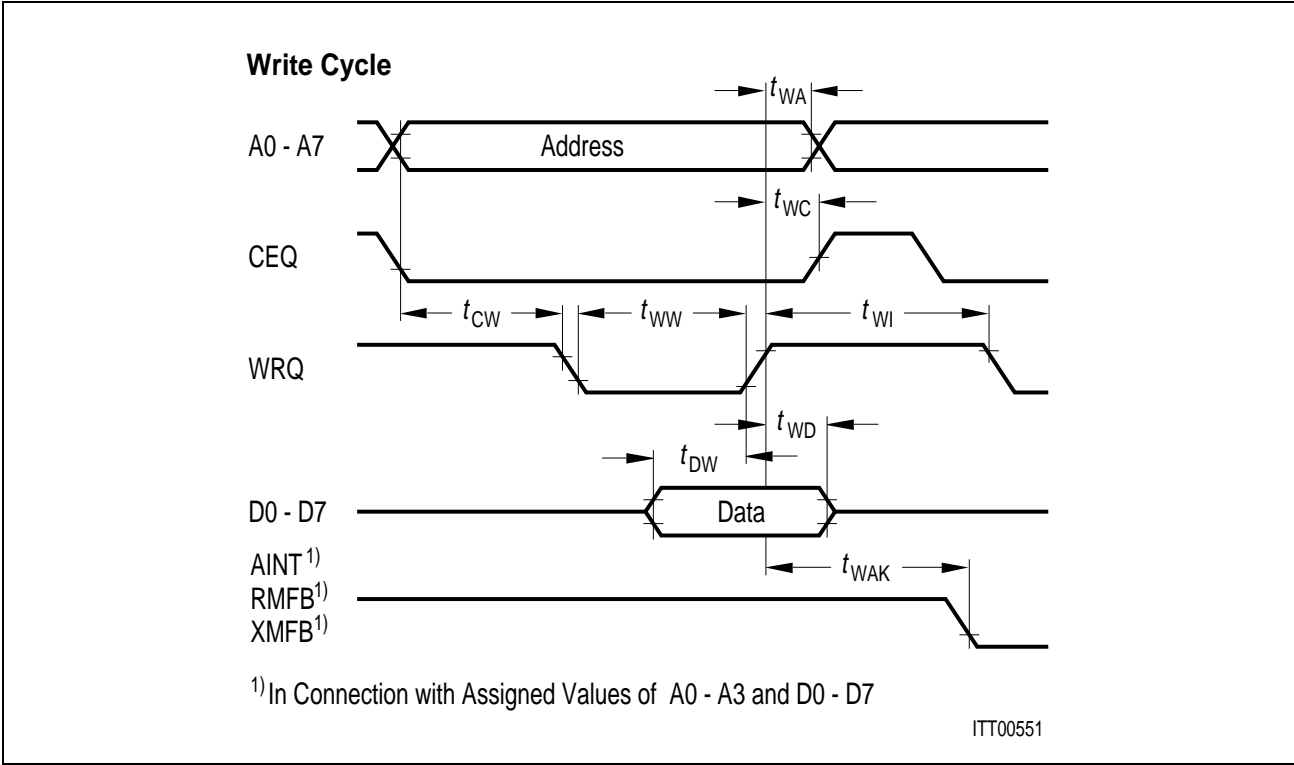 Write Cycle
tWA
A0 - A7
Address
tWC
CEQ
tCW
tWW
tWI
WRQ
tWD
tDW
D0 - D7
Data
AINT 1)
tWAK
RMFB1)
XMFB1)
1) In Connection with Assigned Values of A0 - A3 and D0 - D7
ITT00551